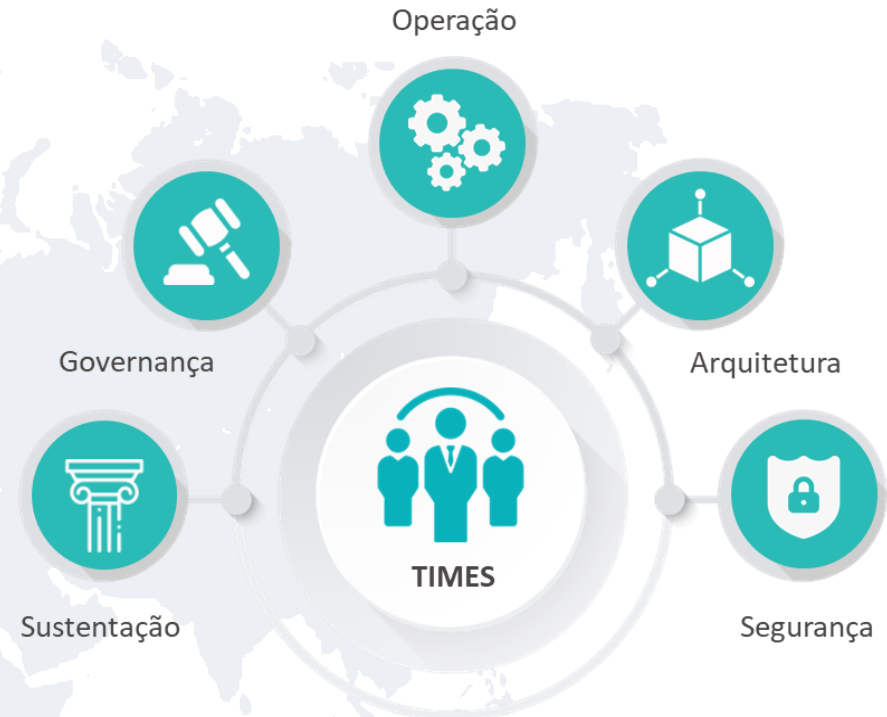 Operação
Governança
Arquitetura
TIMES
Sustentação
Segurança